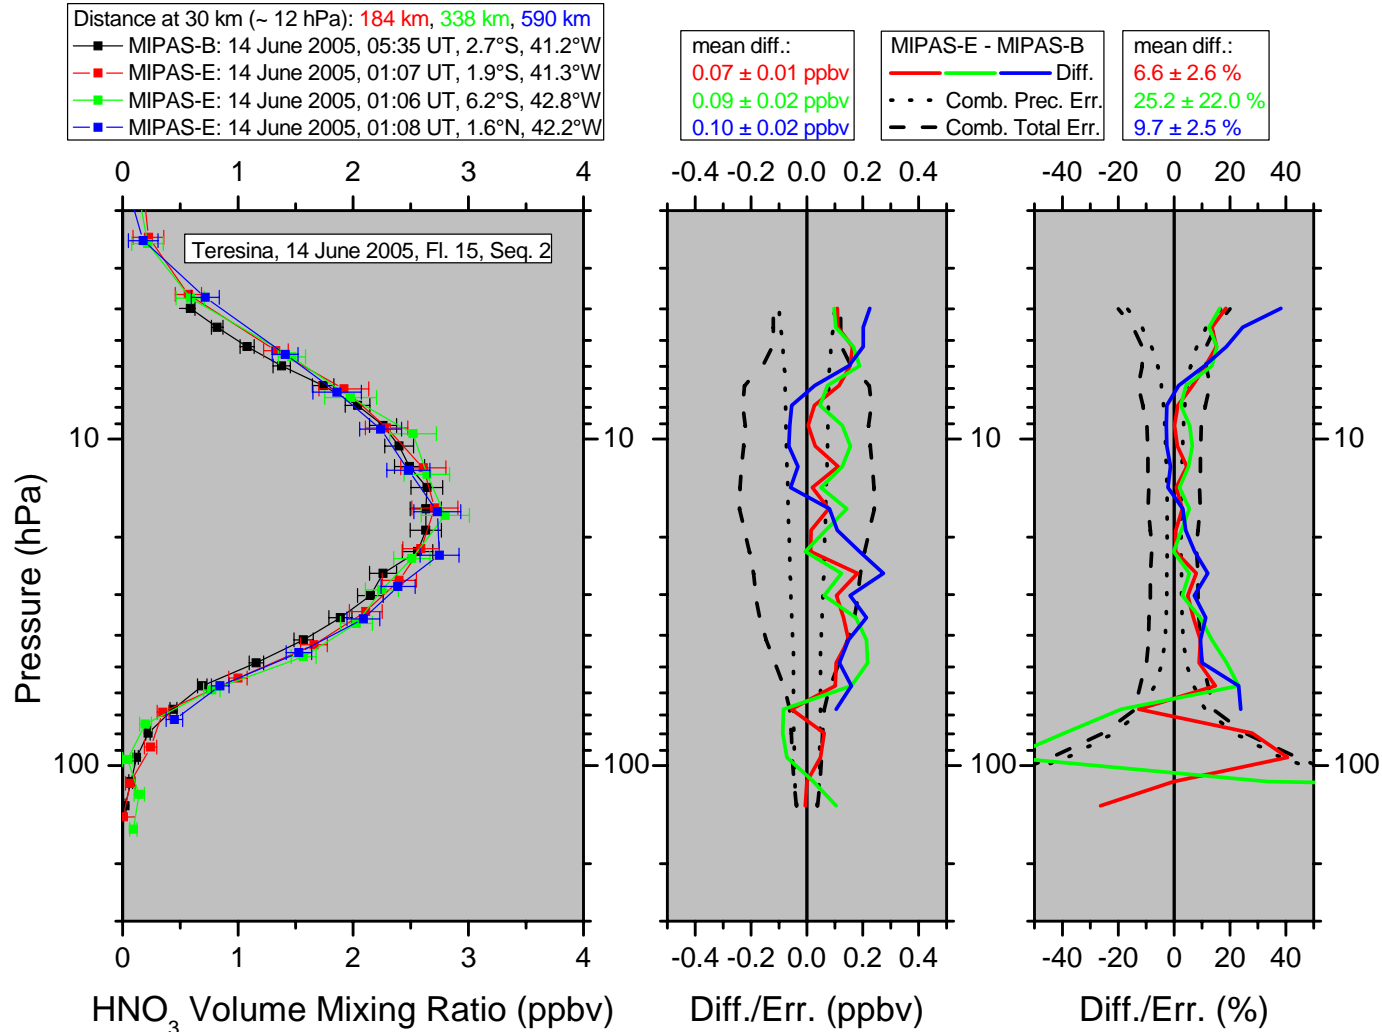 Distance at 30 km (~ 12 hPa): 184 km, 338 km, 590 km
MIPAS-B: 14 June 2005, 05:35 UT, 2.7°S, 41.2°W
MIPAS-E: 14 June 2005, 01:07 UT, 1.9°S, 41.3°W
MIPAS-E: 14 June 2005, 01:06 UT, 6.2°S, 42.8°W
MIPAS-E: 14 June 2005, 01:08 UT, 1.6°N, 42.2°W
mean diff.:
0.07 ± 0.01 ppbv
0.09 ± 0.02 ppbv
0.10 ± 0.02 ppbv
MIPAS-E - MIPAS-B
Diff.
Comb. Prec. Err.
Comb. Total Err.
mean diff.:
6.6 ± 2.6 %
25.2 ± 22.0 %
9.7 ± 2.5 %
0 1 2 3 4
-0.4 -0.2 0.0 0.2 0.4
-40 -20 0 20 40
Teresina, 14 June 2005, Fl. 15, Seq. 2
10 10 10
Pressure (hPa)
100 100 100
0 1 2 3 4
-0.4 -0.2 0.0 0.2 0.4
-40 -20 0 20 40
HNO₃ Volume Mixing Ratio (ppbv)
Diff./Err. (ppbv)
Diff./Err. (%)